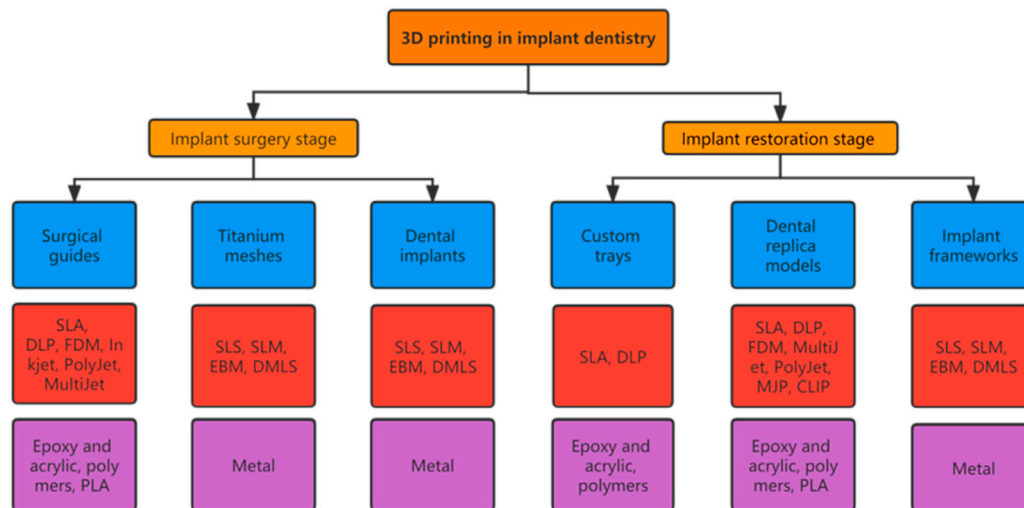 3D printing in implant dentistry
Implant surgery stage
Implant restoration stage
Surgical
guides
Titanium
meshes
Dental
implants
Custom
trays
Dental
replica
models
Implant
frameworks
SLA,
DLP, FDM, In
kjet, PolyJet,
MultiJet
SLS, SLM,
EBM, DMLS
SLS, SLM,
EBM, DMLS
SLA, DLP
SLA, DLP,
FDM, MultiJ
et, PolyJet,
MJP, CLIP
SLS, SLM,
EBM, DMLS
Epoxy and
acrylic, poly
mers, PLA
Metal
Metal
Epoxy and
acrylic,
polymers
Epoxy and
acrylic, poly
mers, PLA
Metal